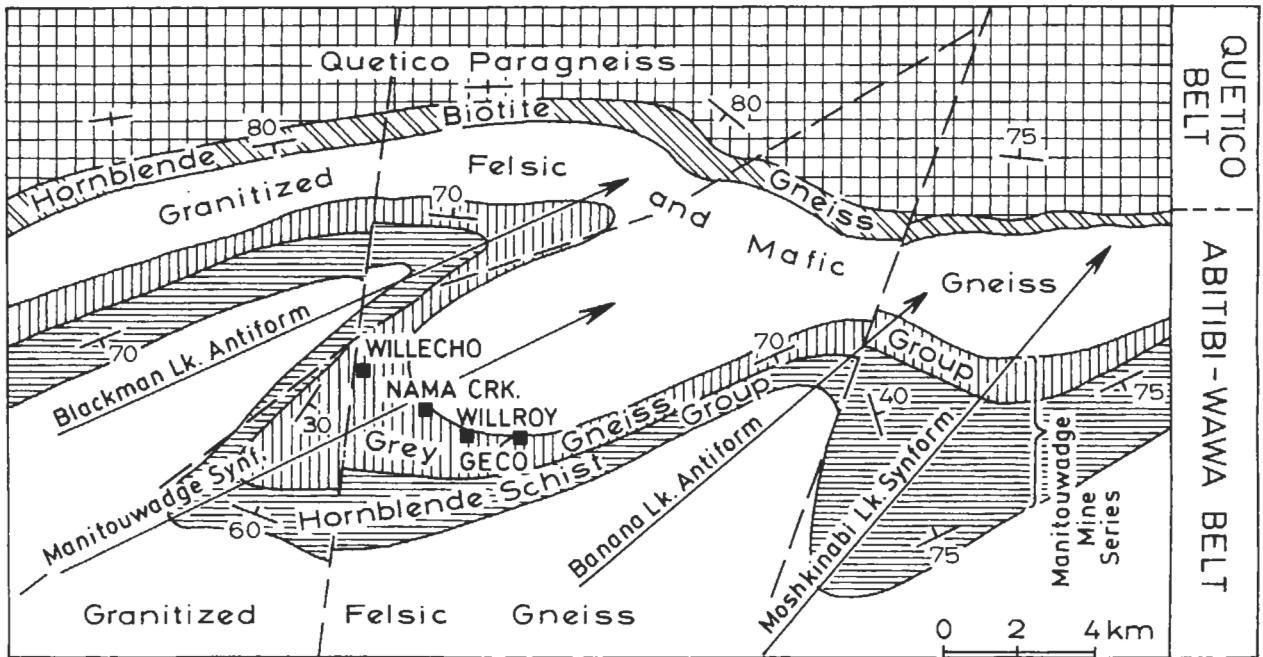 Quetico Paragneiss
80
80
75
Hornblende Biotite Gneiss
QUETICO BELT
Granitized Felsic and Mafic Gneiss
70
70
Blackman Lk. Antiform
WILLECHO
NAMA CRK.
WILLROY
GECO
30
70
40
75
Grey Gneiss Group
Group
Hornblende Schist
Manitouwadge Synf.
60
Banana Lk. Antiform
Moshkinabi Lk. Synform
75
Manitouwadge
Mine
Series
ABITIBI-WAWA BELT
Granitized Felsic Gneiss
0 2 4 km